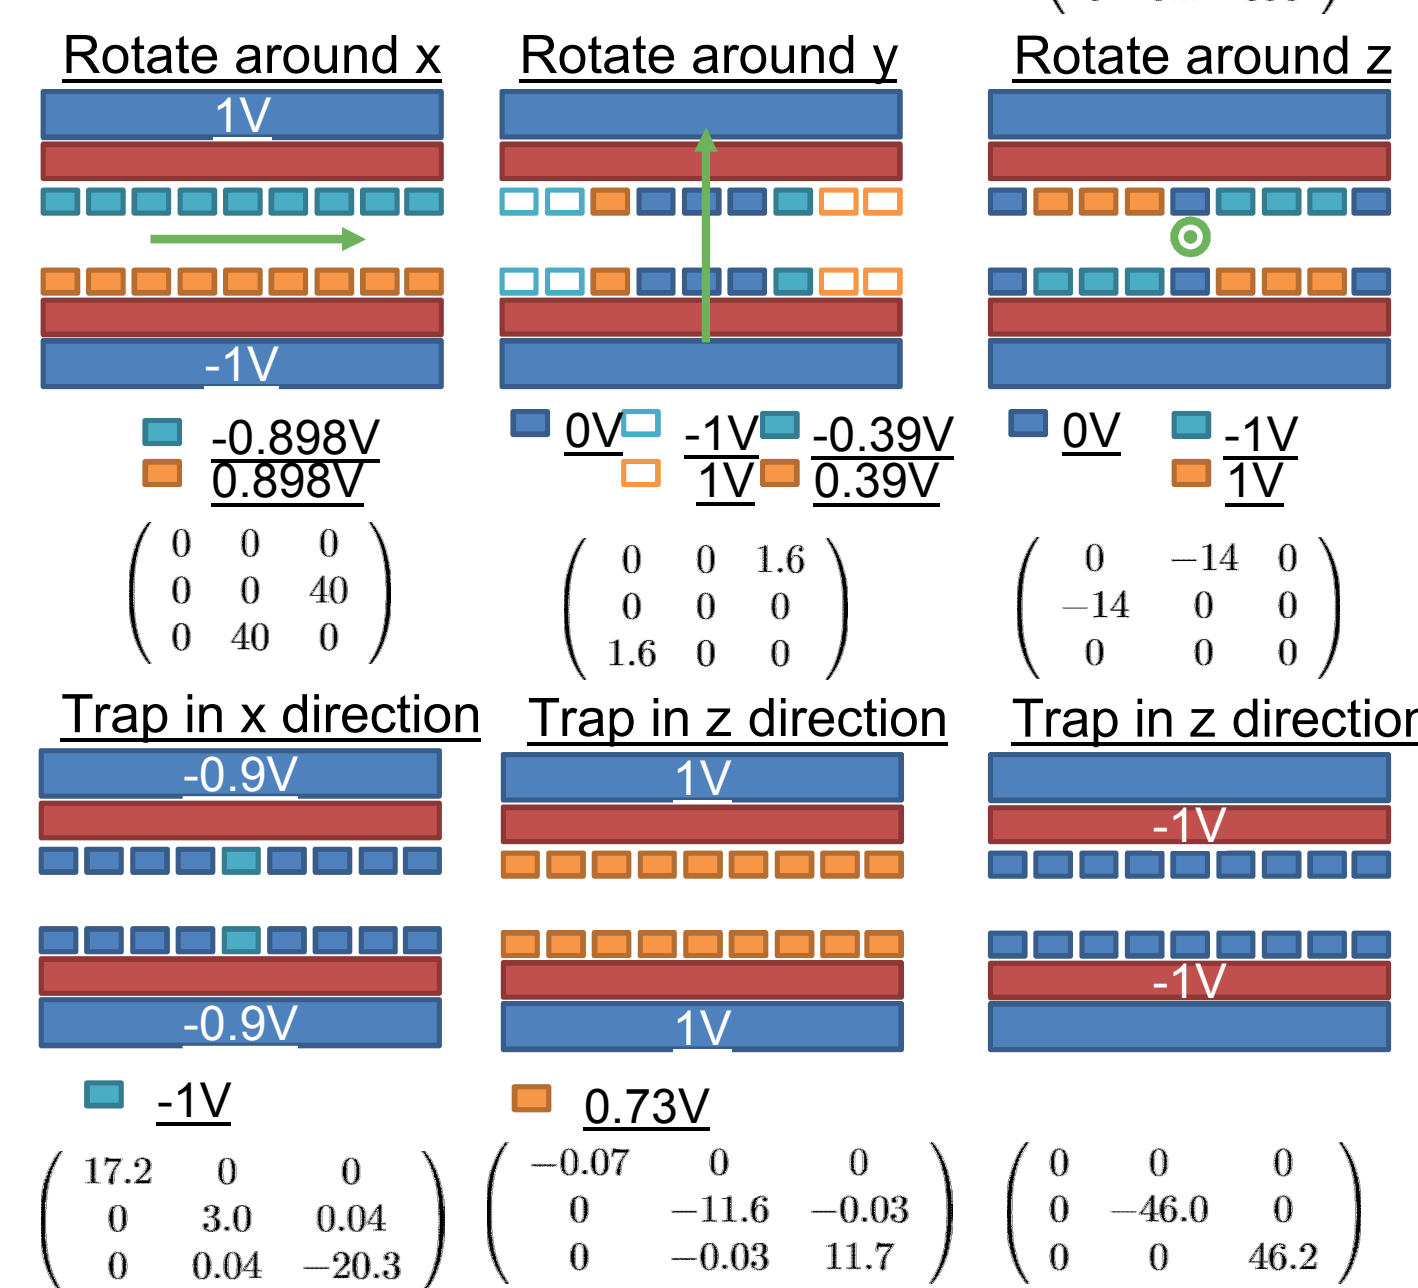 Rotate around x
1V
-1V
-0.898V
0.898V
0 0 0
0 0 40
0 40 0
Rotate around y
0V -1V -0.39V
1V 0.39V
0 0 1.6
0 0 0
1.6 0 0
Rotate around z
0V -1V
1V
0 −14 0
−14 0 0
0 0 0
Trap in x direction
-0.9V
-0.9V
-1V
17.2 0 0
0 3.0 0.04
0 0.04 −20.3
Trap in z direction
1V
1V
0.73V
−0.07 0 0
0 −11.6 −0.03
0 −0.03 11.7
Trap in z direction
-1V
-1V
0 0 0
0 −46.0 0
0 0 46.2